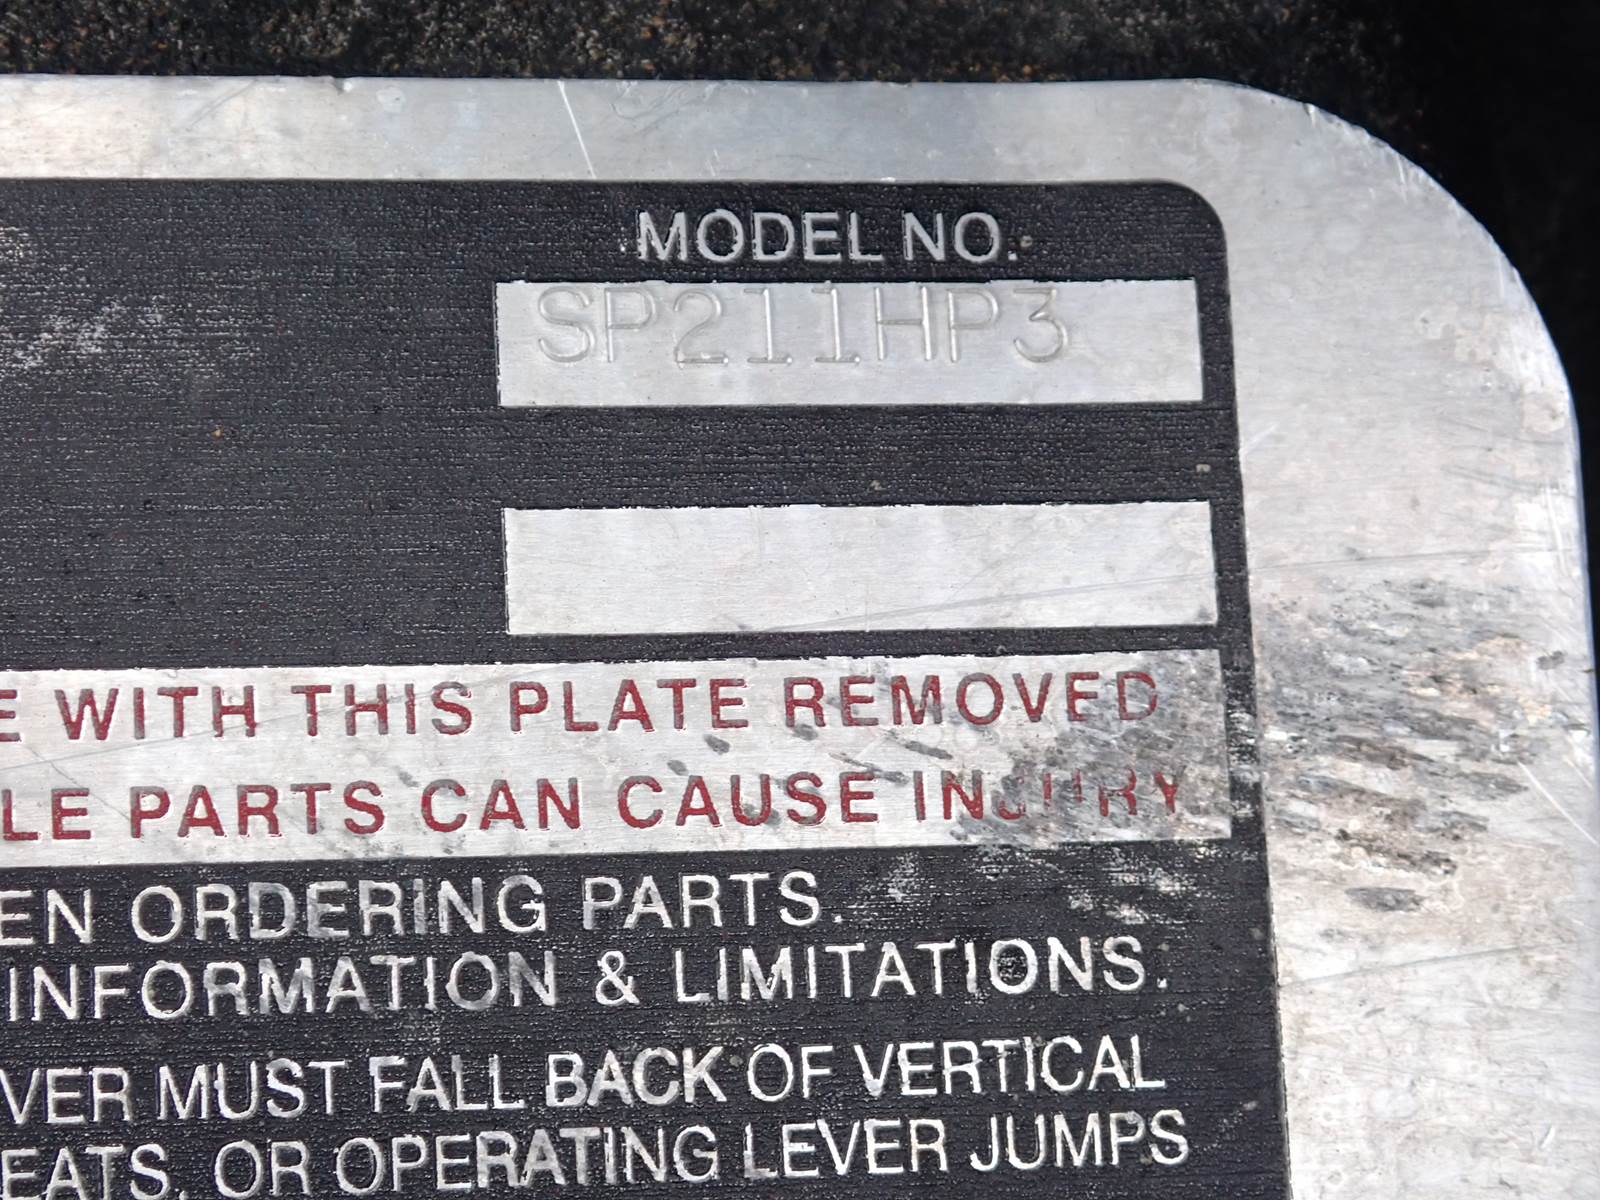 MODEL NO.
SP211HP3
E WITH THIS PLATE REMOVED
LE PARTS CAN CAUSE INJURY
EN ORDERING PARTS.
INFORMATION & LIMITATIONS.
VER MUST FALL BACK OF VERTICAL
EATS, OR OPERATING LEVER JUMPS